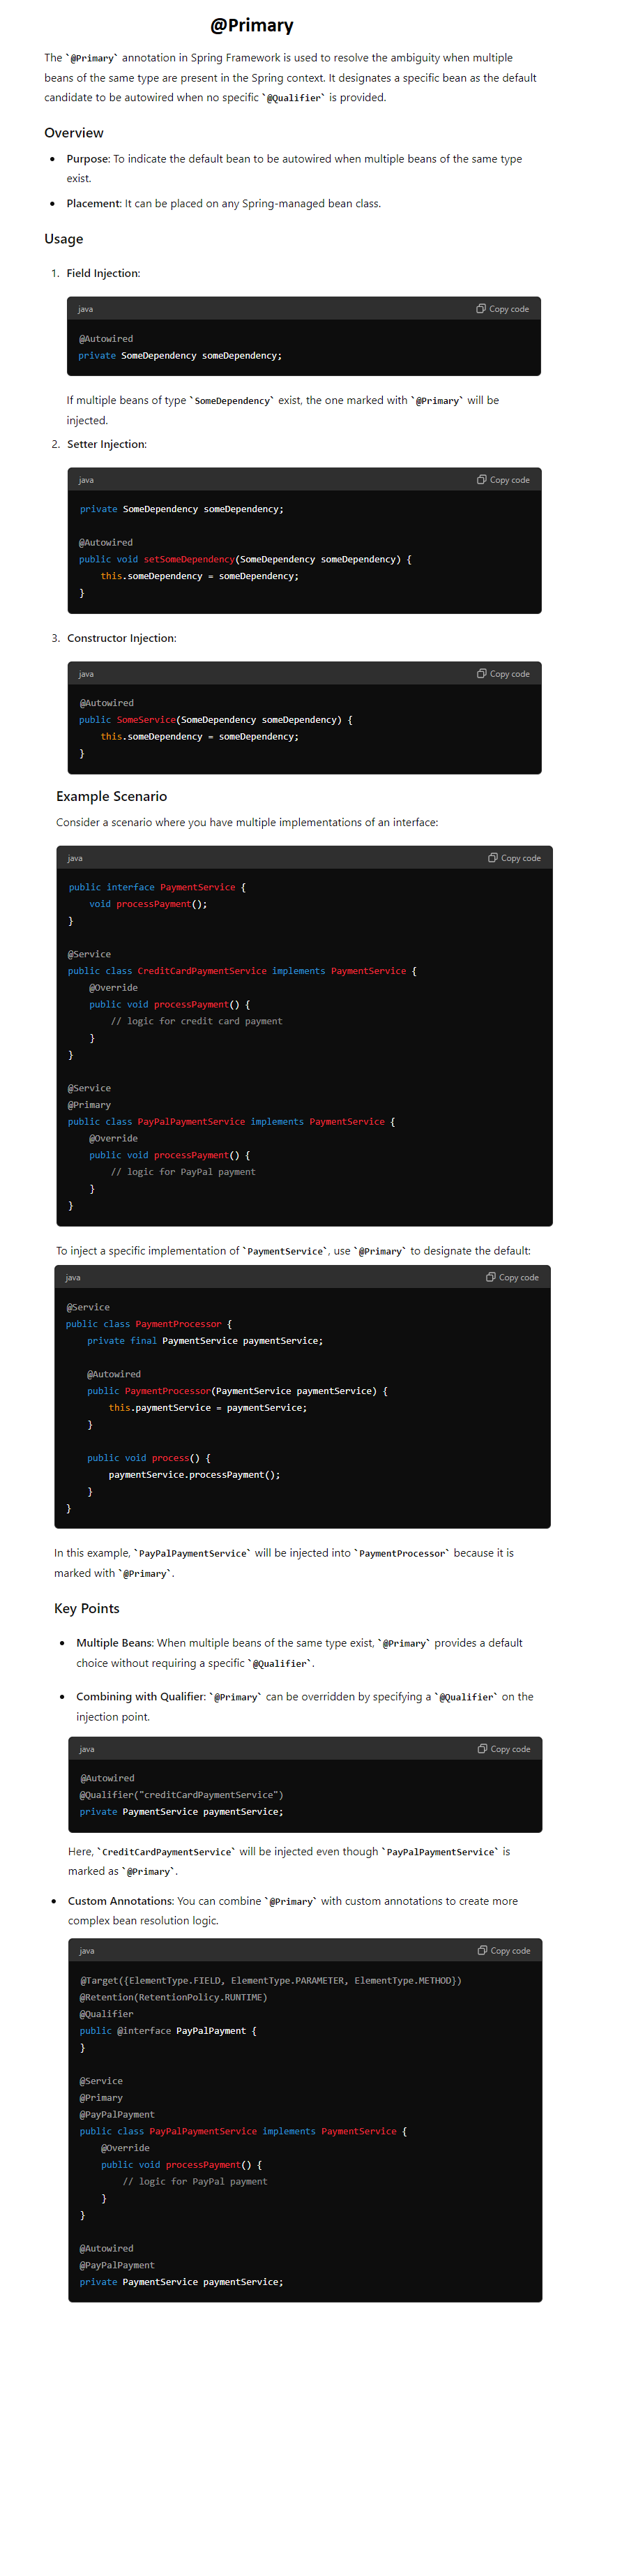 @Primary
The `@Primary` annotation in Spring Framework is used to resolve the ambiguity when multiple
beans of the same type are present in the Spring context. It designates a specific bean as the default
candidate to be autowired when no specific `@Qualifier` is provided.
Overview
• Purpose: To indicate the default bean to be autowired when multiple beans of the same type
exist.
• Placement: It can be placed on any Spring-managed bean class.
Usage
1. Field Injection:
java Copy code
@Autowired
private SomeDependency someDependency;
If multiple beans of type `SomeDependency` exist, the one marked with `@Primary` will be
injected.
2. Setter Injection:
java Copy code
private SomeDependency someDependency;
@Autowired
public void setSomeDependency(SomeDependency someDependency) {
this.someDependency = someDependency;
}
3. Constructor Injection:
java Copy code
@Autowired
public SomeService(SomeDependency someDependency) {
this.someDependency = someDependency;
}
Example Scenario
Consider a scenario where you have multiple implementations of an interface:
java Copy code
public interface PaymentService {
void processPayment();
}
@Service
public class CreditCardPaymentService implements PaymentService {
@Override
public void processPayment() {
// logic for credit card payment
}
}
@Service
@Primary
public class PayPalPaymentService implements PaymentService {
@Override
public void processPayment() {
// logic for PayPal payment
}
}
To inject a specific implementation of `PaymentService`, use `@Primary` to designate the default:
java Copy code
@Service
public class PaymentProcessor {
private final PaymentService paymentService;
@Autowired
public PaymentProcessor(PaymentService paymentService) {
this.paymentService = paymentService;
}
public void process() {
paymentService.processPayment();
}
}
In this example, `PayPalPaymentService` will be injected into `PaymentProcessor` because it is
marked with `@Primary`.
Key Points
• Multiple Beans: When multiple beans of the same type exist, `@Primary` provides a default
choice without requiring a specific `@Qualifier`.
• Combining with Qualifier: `@Primary` can be overridden by specifying a `@Qualifier` on the
injection point.
java Copy code
@Autowired
@Qualifier("creditCardPaymentService")
private PaymentService paymentService;
Here, `CreditCardPaymentService` will be injected even though `PayPalPaymentService` is
marked as `@Primary`.
• Custom Annotations: You can combine `@Primary` with custom annotations to create more
complex bean resolution logic.
java Copy code
@Target({ElementType.FIELD, ElementType.PARAMETER, ElementType.METHOD})
@Retention(RetentionPolicy.RUNTIME)
@Qualifier
public @interface PayPalPayment {
}
@Service
@Primary
@PayPalPayment
public class PayPalPaymentService implements PaymentService {
@Override
public void processPayment() {
// logic for PayPal payment
}
}
@Autowired
@PayPalPayment
private PaymentService paymentService;